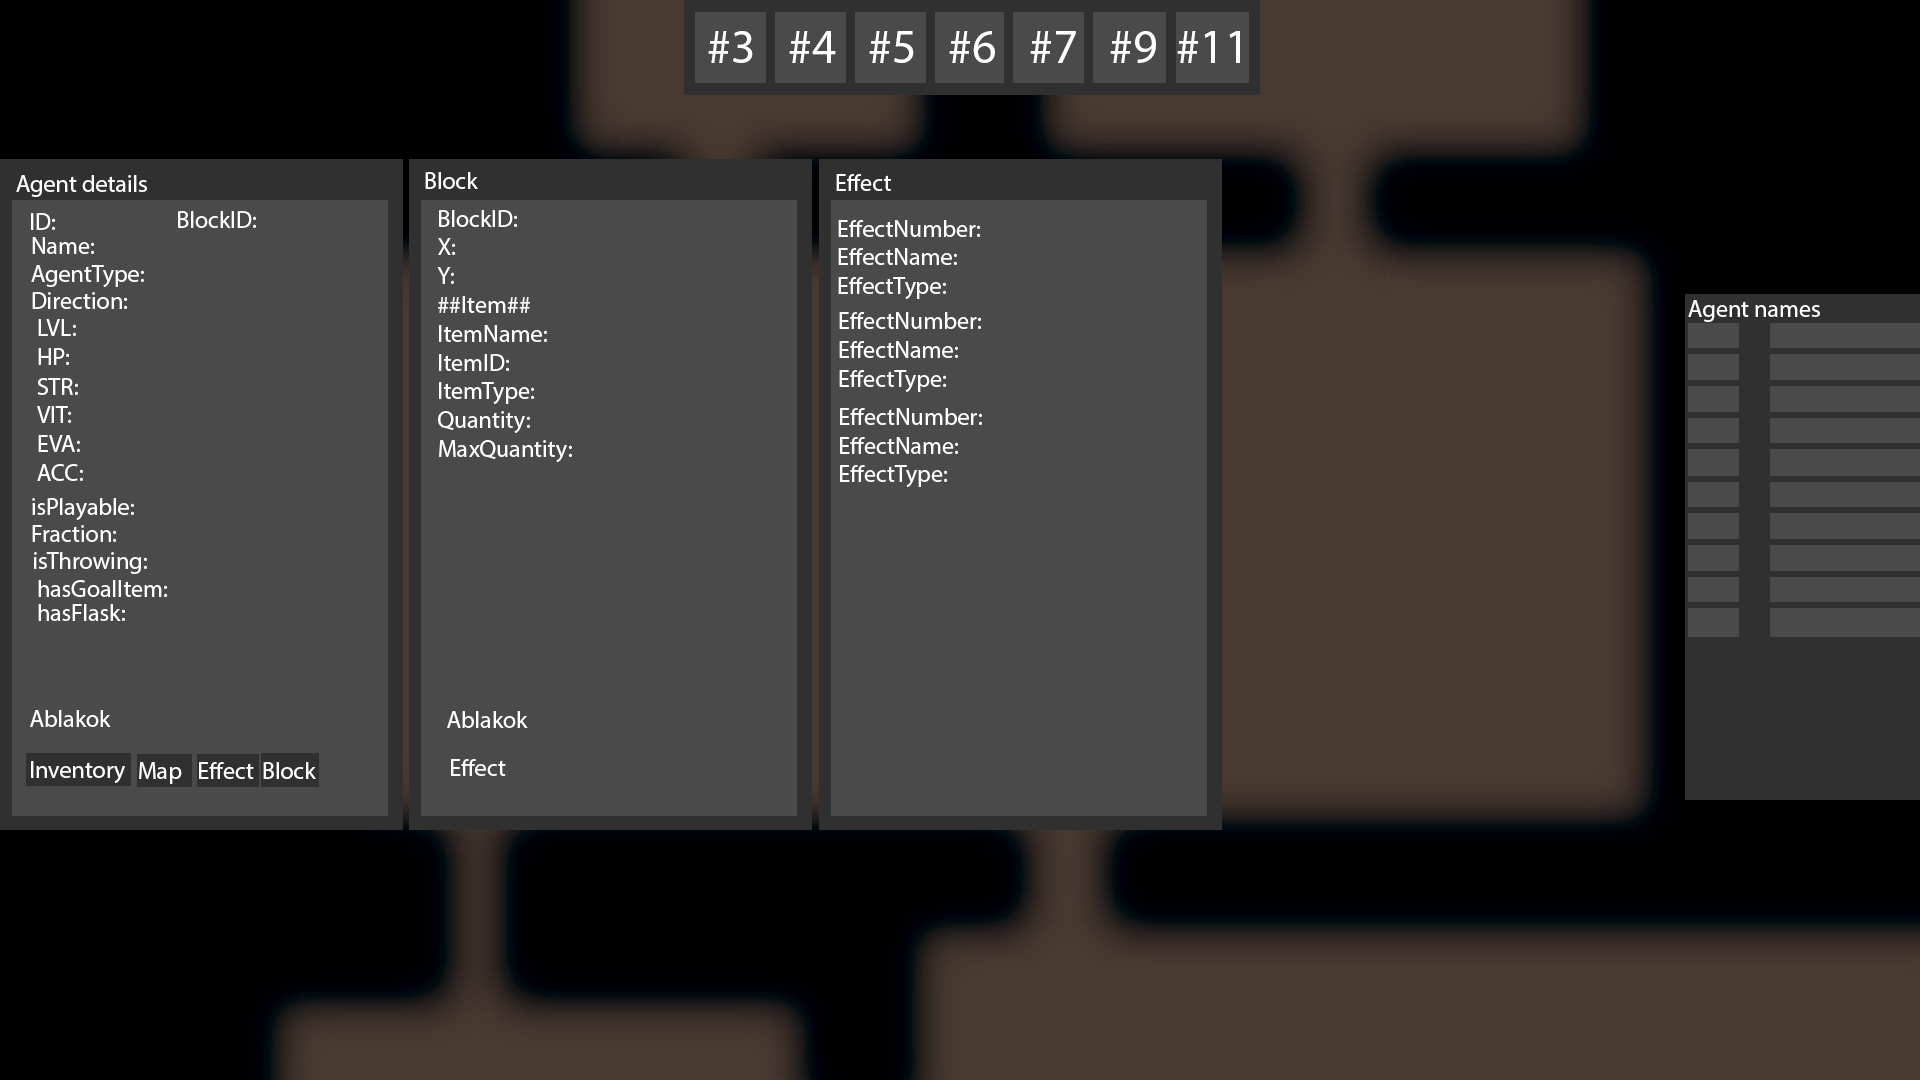 #3 #4 #5 #6 #7 #9 #11
Agent details
ID: BlockID:
Name:
AgentType:
Direction:
LVL:
HP:
STR:
VIT:
EVA:
ACC:
isPlayable:
Fraction:
isThrowing:
hasGoalItem:
hasFlask:
Ablakok
Inventory Map Effect Block
Block
BlockID:
X:
Y:
##Item##
ItemName:
ItemID:
ItemType:
Quantity:
MaxQuantity:
Ablakok
Effect
Effect
EffectNumber:
EffectName:
EffectType:
EffectNumber:
EffectName:
EffectType:
EffectNumber:
EffectName:
EffectType:
Agent names